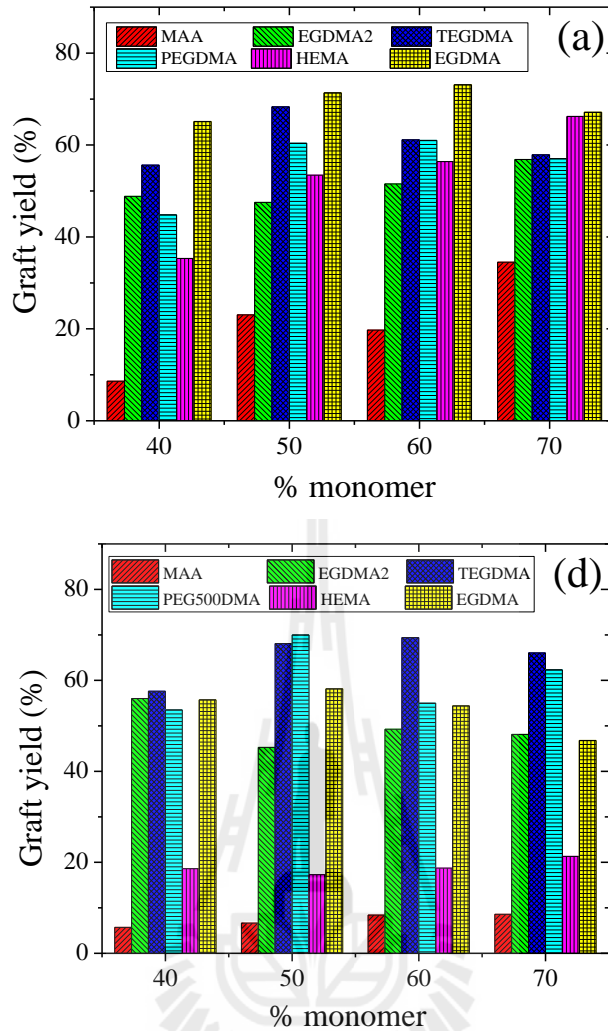 (a)
MAA EGDMA2 TEGDMA
PEGDMA HEMA EGDMA
80
60
40
20
0
Graft yield (%)
40 50 60 70
% monomer
(d)
MAA EGDMA2 TEGDMA
PEG500DMA HEMA EGDMA
80
60
40
20
0
Graft yield (%)
40 50 60 70
% monomer